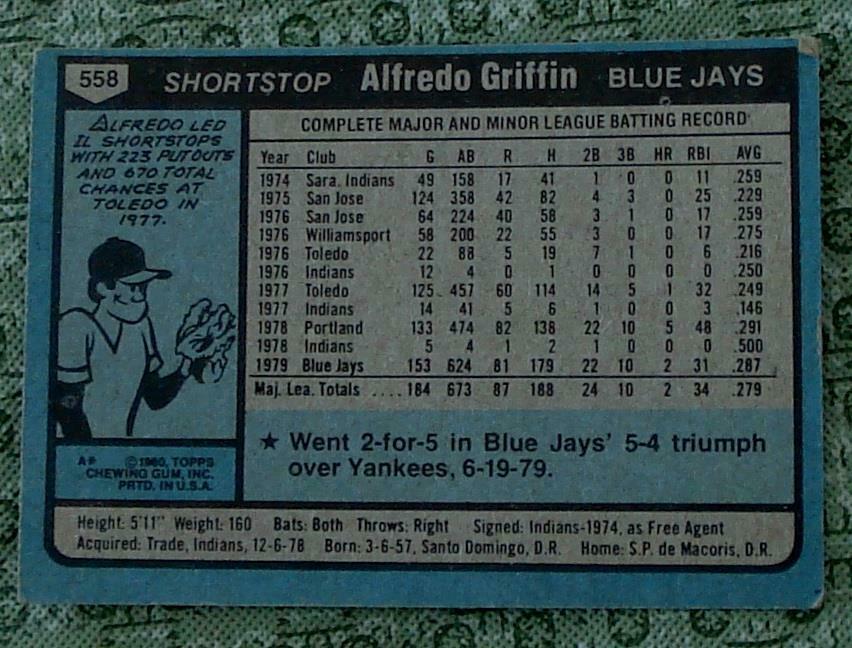 558 SHORTSTOP Alfredo Griffin BLUE JAYS
ALFREDO LED
IL SHORTSTOPS
WITH 223 PUTOUTS
AND 670 TOTAL
CHANCES AT
TOLEDO IN
1977.
COMPLETE MAJOR AND MINOR LEAGUE BATTING RECORD
Year Club G AB R H 2B 3B HR RBI AVG
1974 Sara. Indians 49 158 17 41 1 0 0 11 .259
1975 San Jose 124 358 42 82 4 3 0 25 .229
1976 San Jose 64 224 40 58 3 1 0 17 .259
1976 Williamsport 58 200 22 55 3 0 0 17 .275
1976 Toledo 22 88 5 19 7 1 0 6 .216
1976 Indians 12 4 0 1 0 0 0 0 .250
1977 Toledo 125 457 60 114 14 5 1 32 .249
1977 Indians 14 41 5 6 1 0 0 3 .146
1978 Portland 133 474 82 138 22 10 5 48 .291
1978 Indians 5 4 1 2 1 0 0 0 .500
1979 Blue Jays 153 624 81 179 22 10 2 31 .287
Maj. Lea. Totals .... 184 673 87 188 24 10 2 34 .279
★ Went 2-for-5 in Blue Jays' 5-4 triumph
over Yankees, 6-19-79.
A* ©1980, TOPPS
CHEWING GUM, INC.
PRTD. IN U.S.A.
Height: 5'11" Weight: 160 Bats: Both Throws: Right Signed: Indians-1974, as Free Agent
Acquired: Trade, Indians, 12-6-78 Born: 3-6-57, Santo Domingo, D.R. Home: S.P. de Macoris, D.R.